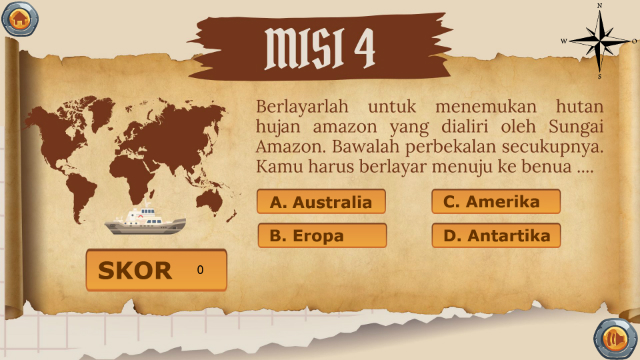 MISI 4
N
W
O
S
Berlayarlah untuk menemukan hutan
hujan amazon yang dialiri oleh Sungai
Amazon. Bawalah perbekalan secukupnya.
Kamu harus berlayar menuju ke benua ....
A. Australia
C. Amerika
B. Eropa
D. Antartika
SKOR 0